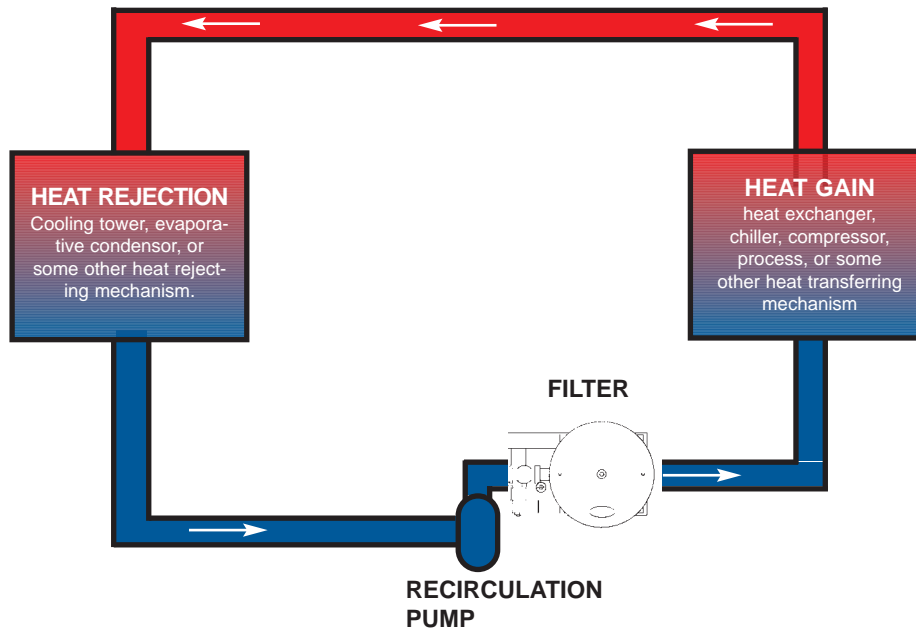 HEAT REJECTION
Cooling tower, evapora-
tive condensor, or
some other heat reject-
ing mechanism.
HEAT GAIN
heat exchanger,
chiller, compressor,
process, or some
other heat transferring
mechanism
FILTER
RECIRCULATION
PUMP